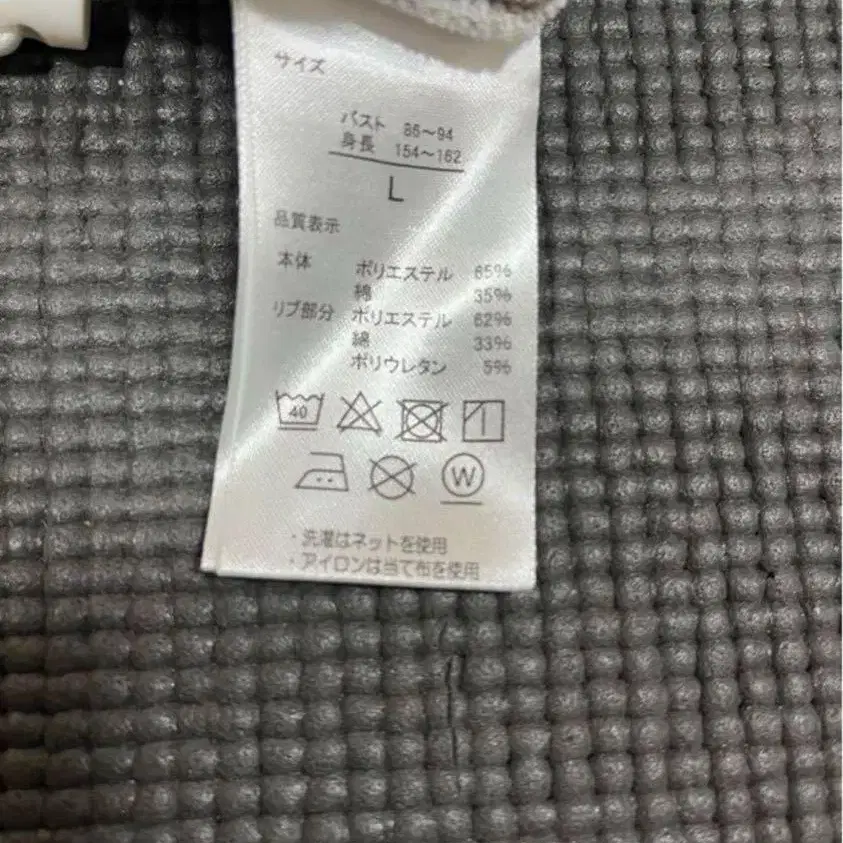 サイズ
バスト 86～94
身長 154～162
L
品質表示
本体 ポリエステル 65%
綿 35%
リブ部分 ポリエステル 62%
綿 33%
ポリウレタン 5%
40
W
・洗濯はネットを使用
・アイロンは当て布を使用